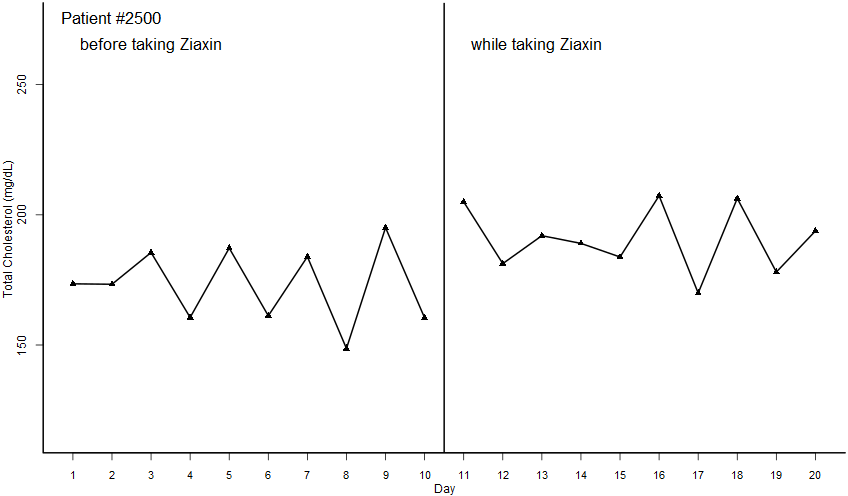 Patient #2500
before taking Ziaxin
while taking Ziaxin
Total Cholesterol (mg/dL)
250
200
150
1 2 3 4 5 6 7 8 9 10 11 12 13 14 15 16 17 18 19 20
Day